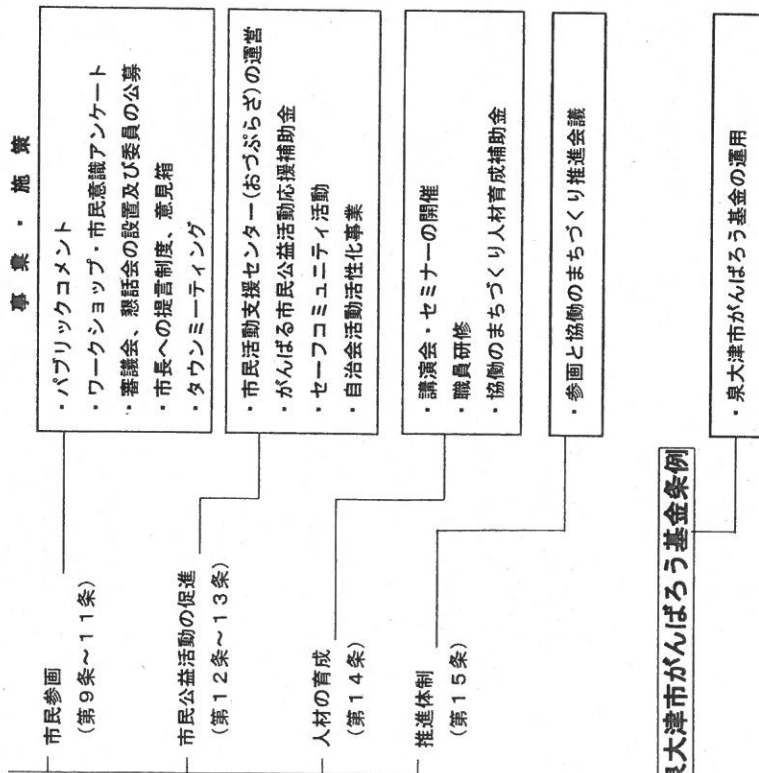 事業・施策
市民参画
(第9条～11条)
・パブリックコメント
・ワークショップ・市民意識アンケート
・審議会、懇話会の設置及び委員の公募
・市長への提言制度、意見箱
・タウンミーティング
市民公益活動の促進
(第12条～13条)
・市民活動支援センター(おづぷらざ)の運営
・がんばる市民公益活動応援補助金
・セーフコミュニティ活動
・自治会活動活性化事業
人材の育成
(第14条)
・講演会・セミナーの開催
・職員研修
・協働のまちづくり人材育成補助金
推進体制
(第15条)
・参画と協働のまちづくり推進会議
泉大津市がんばろう基金条例
・泉大津市がんばろう基金の運用